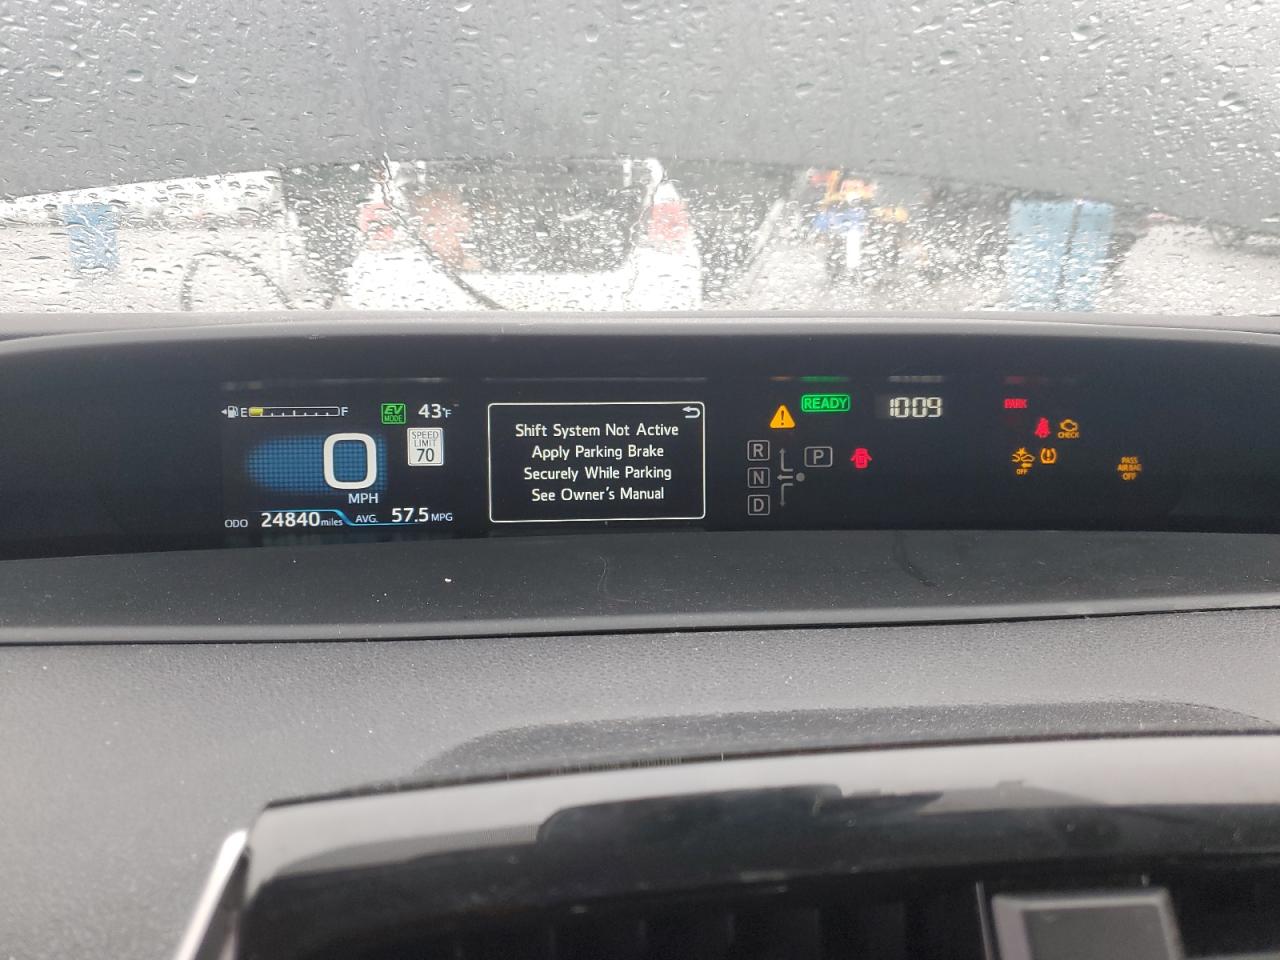 E F
EV
MODE
43°F
SPEED
LIMIT
70
0
MPH
ODO 24840 miles AVG. 57.5 MPG
Shift System Not Active
Apply Parking Brake
Securely While Parking
See Owner's Manual
READY
10:09
R
N
D
P
PARK
CHECK
OFF
PASS
AIR BAG
OFF